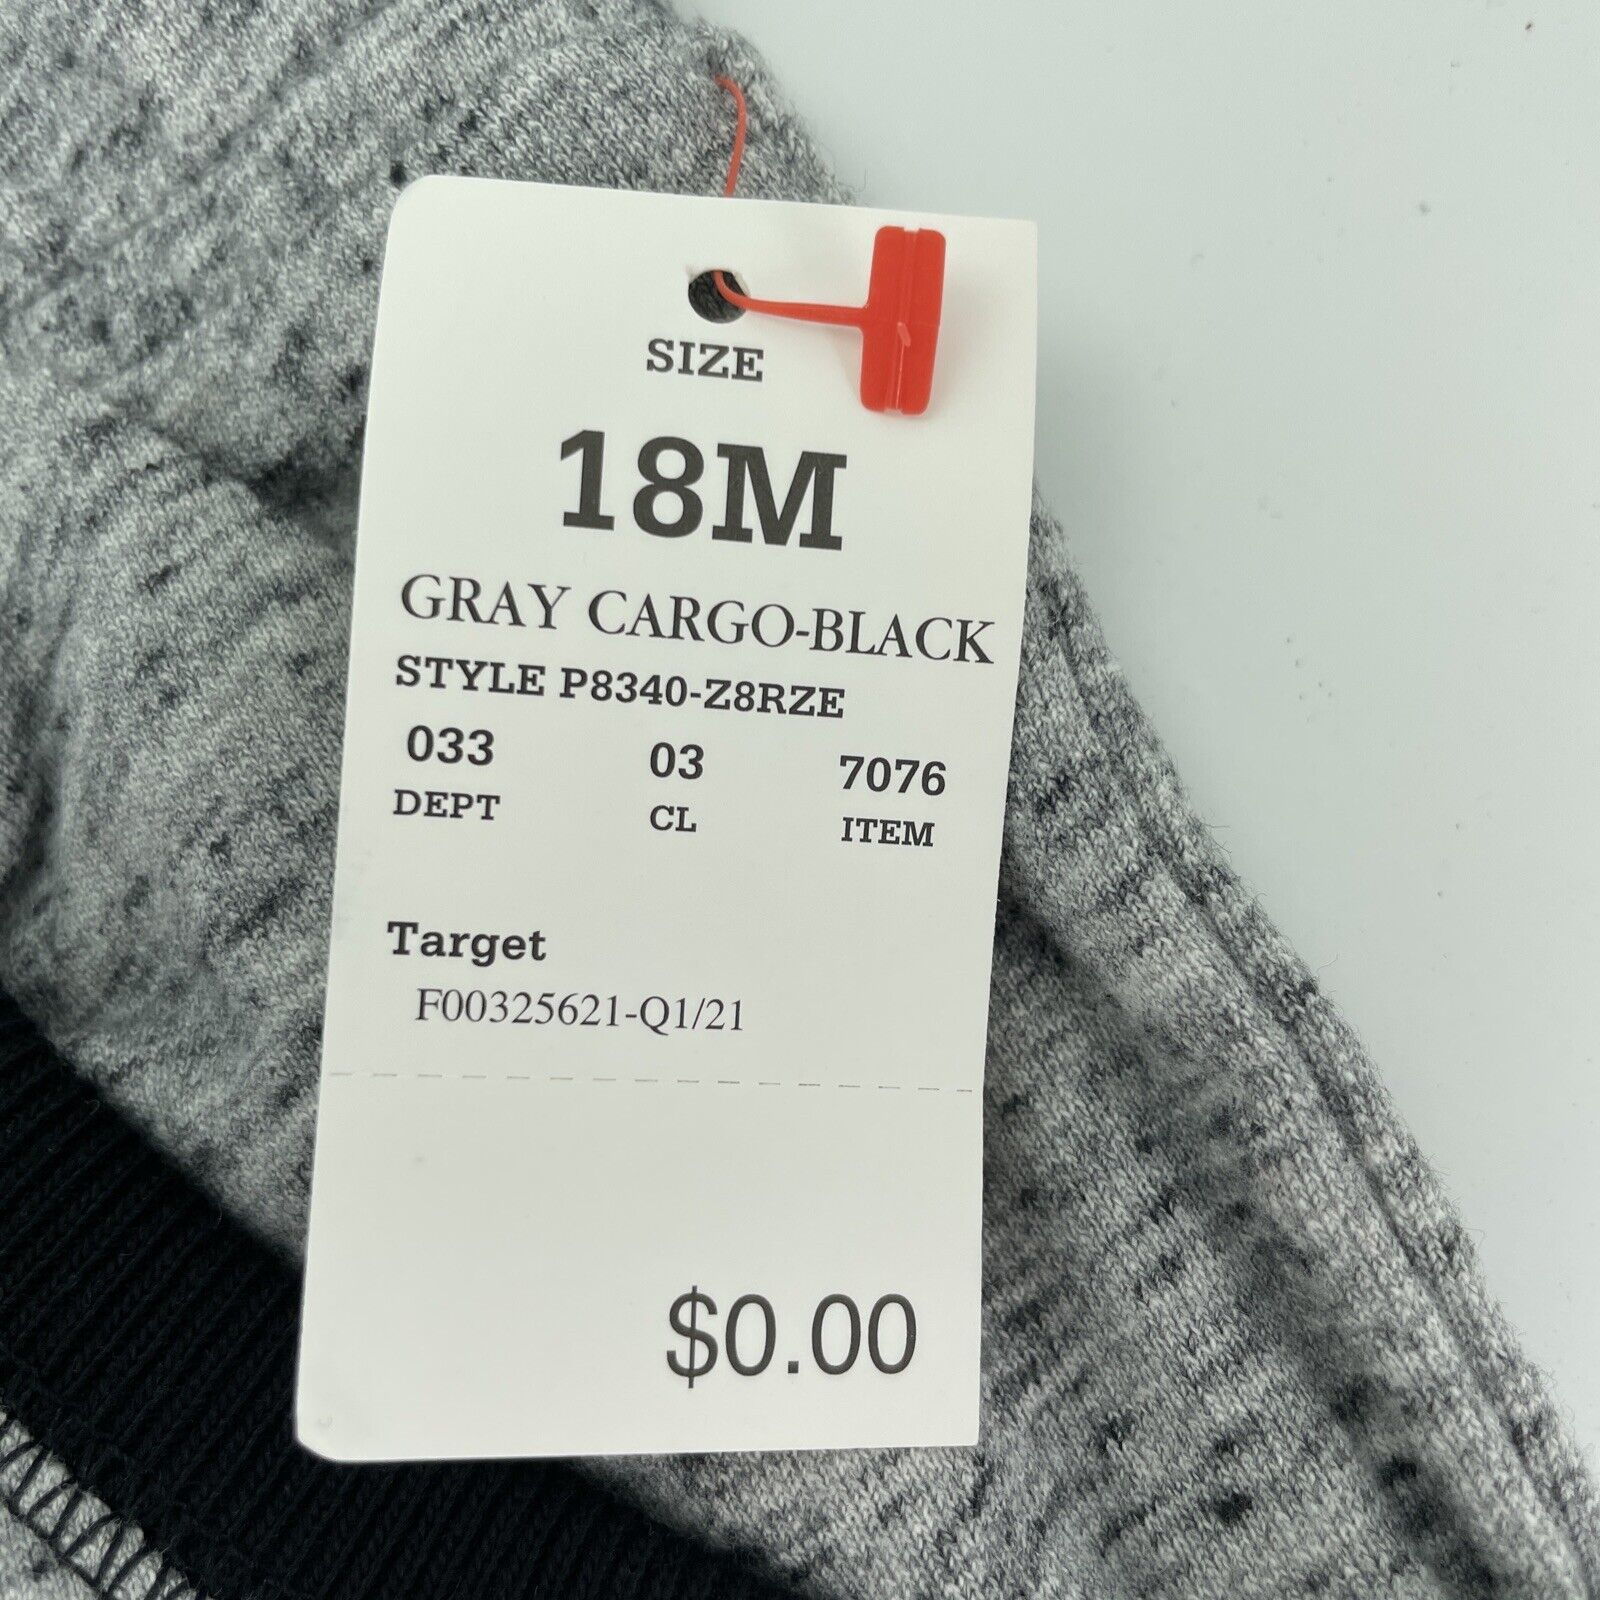 SIZE
18M
GRAY CARGO-BLACK
STYLE P8340-Z8RZE
033 03 7076
DEPT CL ITEM
Target
F00325621-Q1/21
$0.00